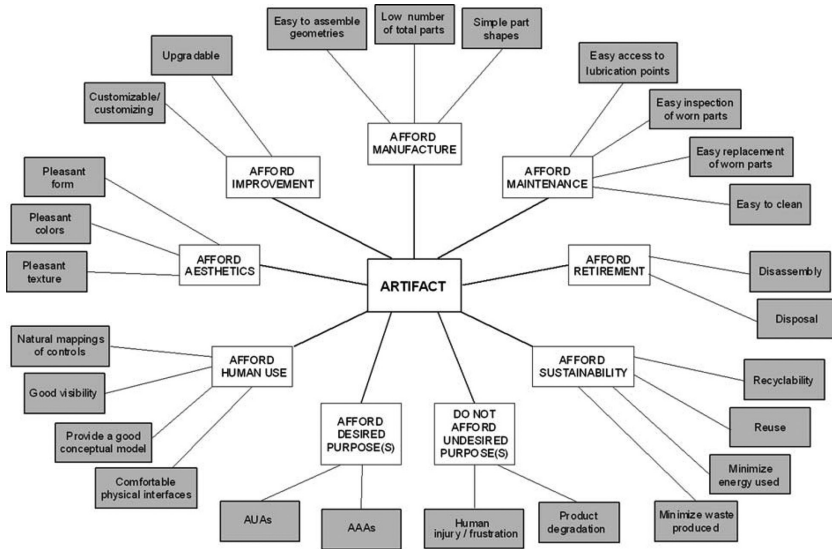 Easy to assemble
geometries
Low number
of total parts
Simple part
shapes
Upgradable
Easy access to
lubrication points
Customizable/
customizing
Easy inspection
of worn parts
AFFORD
MANUFACTURE
AFFORD
IMPROVEMENT
AFFORD
MAINTENANCE
Easy replacement
of worn parts
Pleasant
form
Easy to clean
Pleasant
colors
AFFORD
AESTHETICS
AFFORD
RETIREMENT
Pleasant
texture
Disassembly
ARTIFACT
Disposal
Natural mappings
of controls
AFFORD
HUMAN USE
AFFORD
SUSTAINABILITY
Recyclability
Good visibility
AFFORD
DESIRED
PURPOSE(S)
DO NOT
AFFORD
UNDESIRED
PURPOSE(S)
Reuse
Provide a good
conceptual model
Minimize
energy used
Comfortable
physical interfaces
AUAs
AAAs
Human
injury / frustration
Product
degradation
Minimize waste
produced